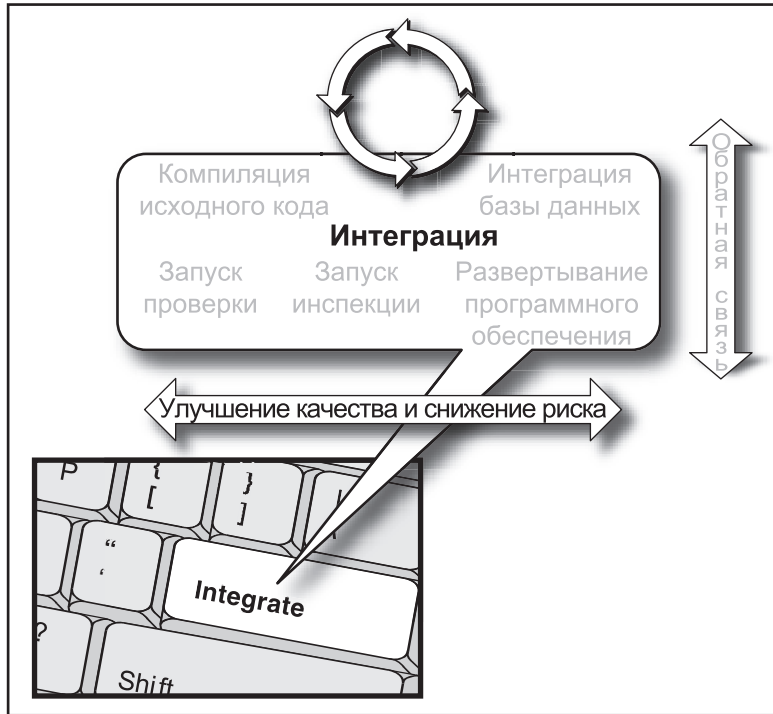 Компиляция
исходного кода
Интеграция
базы данных
Интеграция
Запуск
проверки
Запуск
инспекции
Развертывание
программного
обеспечения
Обратная связь
Улучшение качества и снижение риска
P
{
[
}
]
“
‘
Integrate
?
Shift